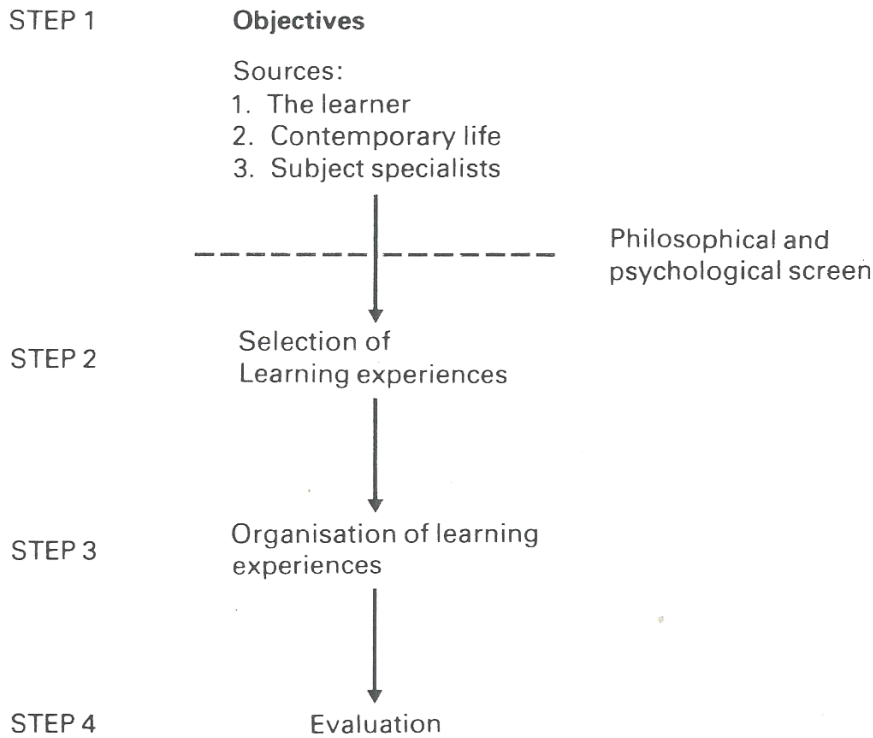 STEP 1 Objectives
Sources:
1. The learner
2. Contemporary life
3. Subject specialists
Philosophical and
psychological screen
STEP 2 Selection of
Learning experiences
STEP 3 Organisation of learning
experiences
STEP 4 Evaluation